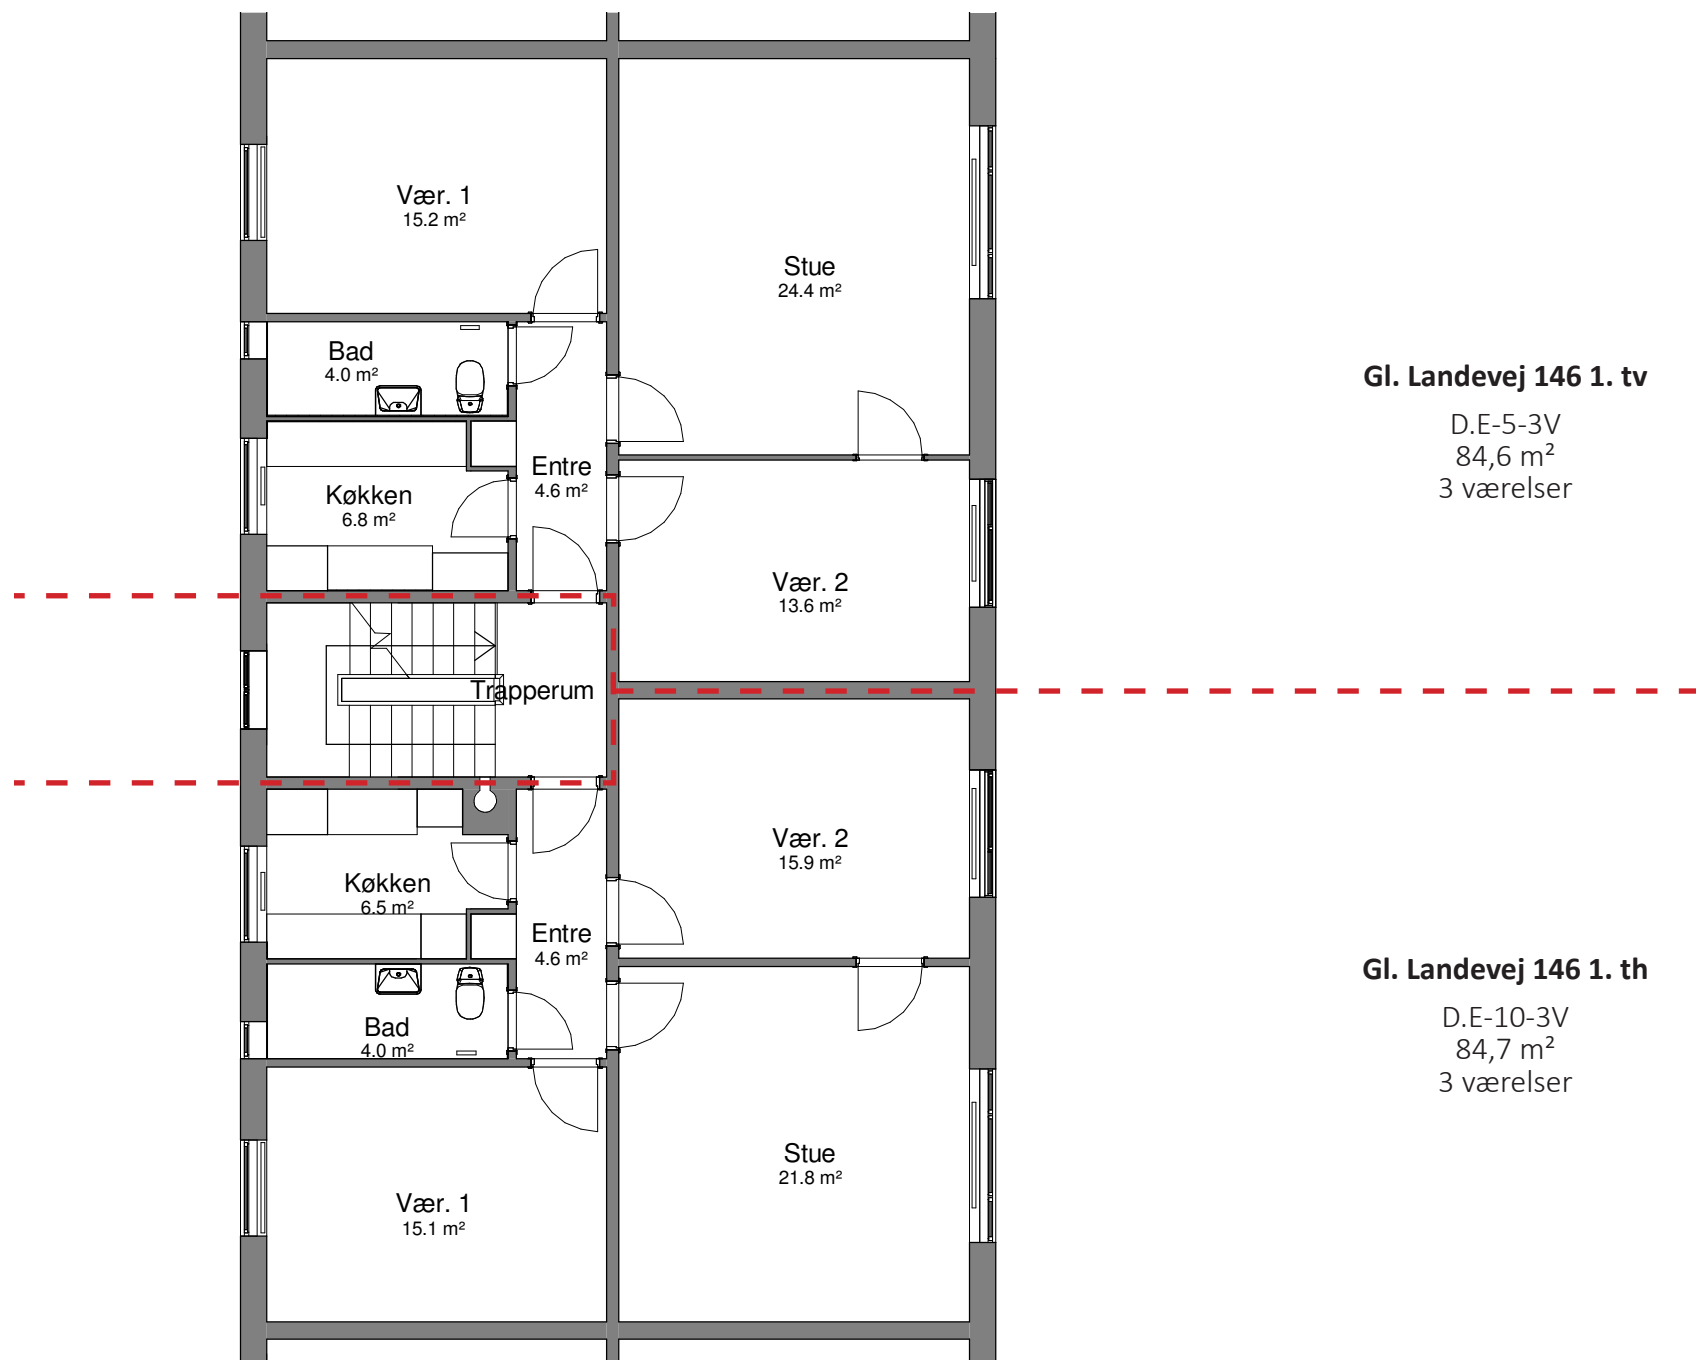 Vær. 1
15.2 m²
Stue
24.4 m²
Bad
4.0 m²
Entre
4.6 m²
Køkken
6.8 m²
Vær. 2
13.6 m²
Trapperum
Vær. 2
15.9 m²
Køkken
6.5 m²
Entre
4.6 m²
Bad
4.0 m²
Stue
21.8 m²
Vær. 1
15.1 m²
Gl. Landevej 146 1. tv
D.E-5-3V
84,6 m²
3 værelser
Gl. Landevej 146 1. th
D.E-10-3V
84,7 m²
3 værelser